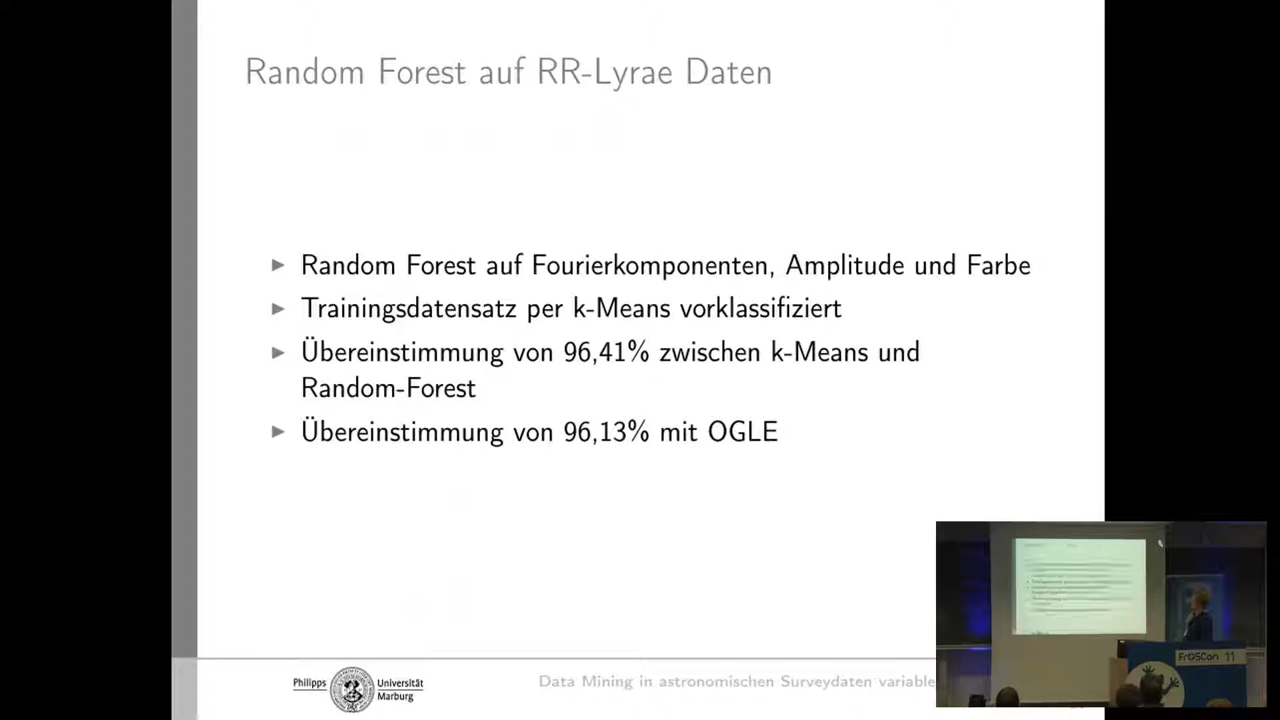 Random Forest auf RR-Lyrae Daten
Random Forest auf Fourierkomponenten, Amplitude und Farbe
Trainingsdatensatz per k-Means vorklassifiziert
Übereinstimmung von 96,41% zwischen k-Means und
Random-Forest
Übereinstimmung von 96,13% mit OGLE
Philipps
Universität
Marburg
Data Mining in astronomischen Surveydaten variable
FrOSCon 11